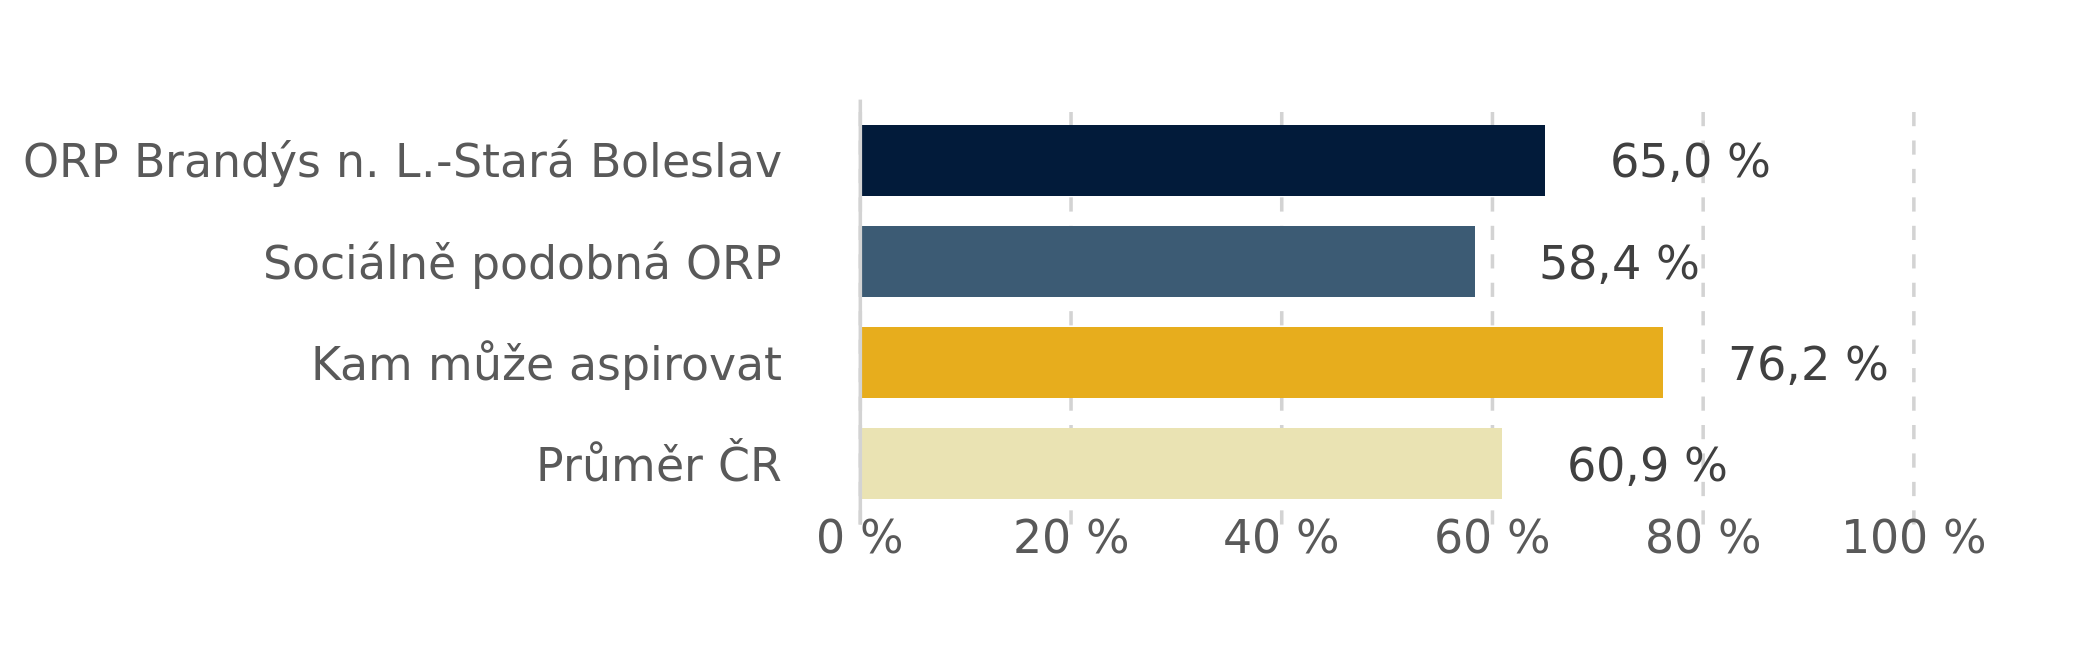 ORP Brandýs n. L.-Stará Boleslav 65,0 %
Sociálně podobná ORP 58,4 %
Kam může aspirovat 76,2 %
Průměr ČR 60,9 %
0 % 20 % 40 % 60 % 80 % 100 %